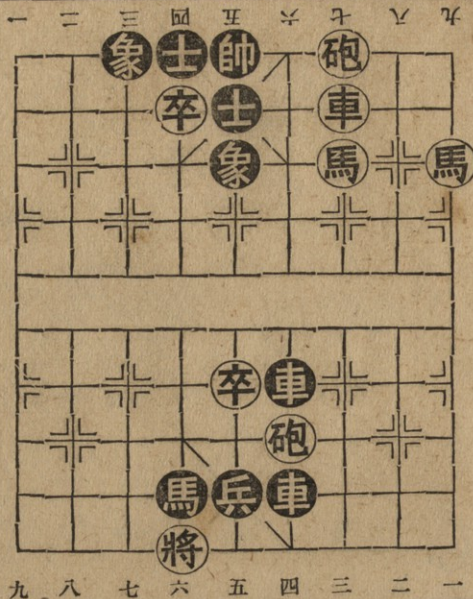 一 二 三 四 五 六 七 八 九
象 士 帥 砲
卒 士 車
象 馬 馬
卒 車
砲
馬 兵 車
將
九 八 七 六 五 四 三 二 一